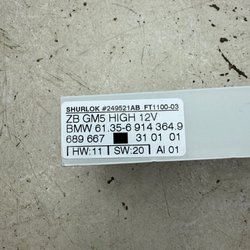 SHURLOK #249521AB FT1100-03
ZB GM5 HIGH 12V
BMW 61.35-6 914 364.9
689 667 31 01 01
HW:11 SW:20 AI 01